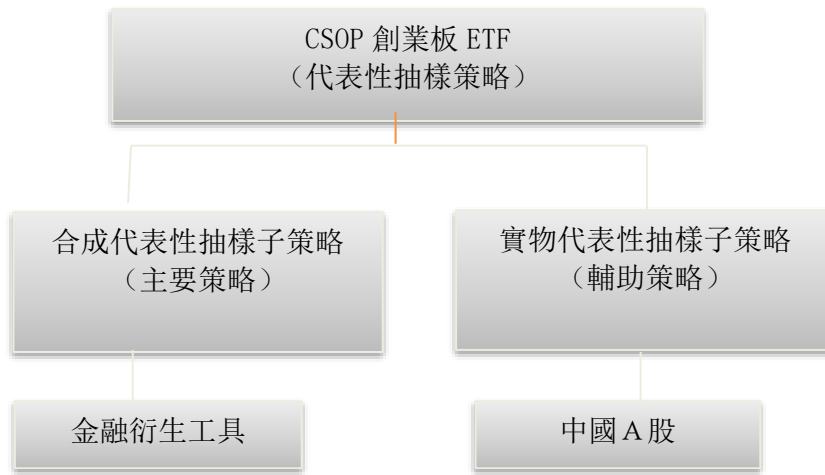 CSOP 創業板 ETF
（代表性抽樣策略）
合成代表性抽樣子策略
（主要策略）
實物代表性抽樣子策略
（輔助策略）
金融衍生工具
中國Ａ股